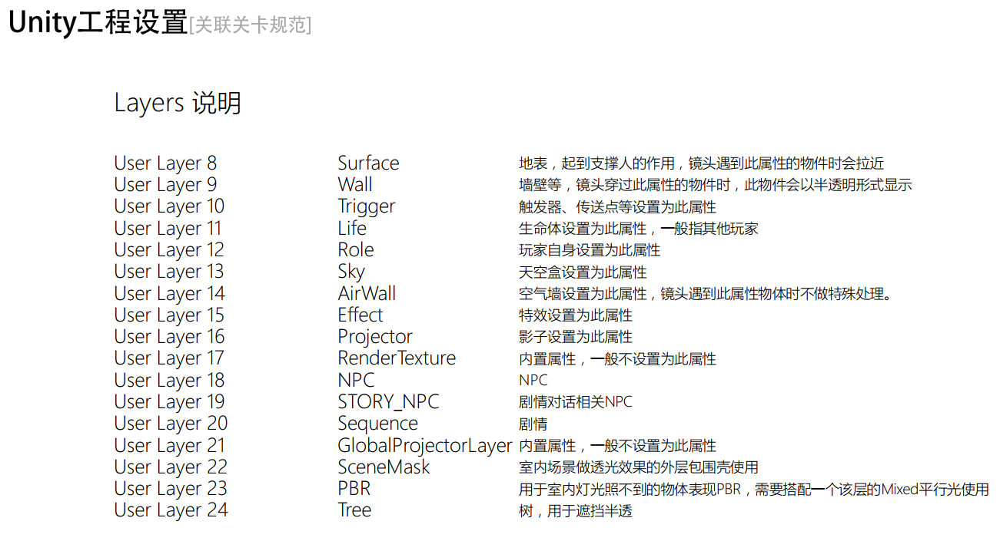 Unity工程设置[关联关卡规范]
Layers 说明
User Layer 8 Surface 地表，起到支撑人的作用，镜头遇到此属性的物件时会拉近
User Layer 9 Wall 墙壁等，镜头穿过此属性的物件时，此物件会以半透明形式显示
User Layer 10 Trigger 触发器、传送点等设置为此属性
User Layer 11 Life 生命体设置为此属性，一般指其他玩家
User Layer 12 Role 玩家自身设置为此属性
User Layer 13 Sky 天空盒设置为此属性
User Layer 14 AirWall 空气墙设置为此属性，镜头遇到此属性物体时不做特殊处理。
User Layer 15 Effect 特效设置为此属性
User Layer 16 Projector 影子设置为此属性
User Layer 17 RenderTexture 内置属性，一般不设置为此属性
User Layer 18 NPC NPC
User Layer 19 STORY_NPC 剧情对话相关NPC
User Layer 20 Sequence 剧情
User Layer 21 GlobalProjectorLayer 内置属性，一般不设置为此属性
User Layer 22 SceneMask 室内场景做透光效果的外层包围壳使用
User Layer 23 PBR 用于室内灯光照不到的物体表现PBR，需要搭配一个该层的Mixed平行光使用
User Layer 24 Tree 树，用于遮挡半透